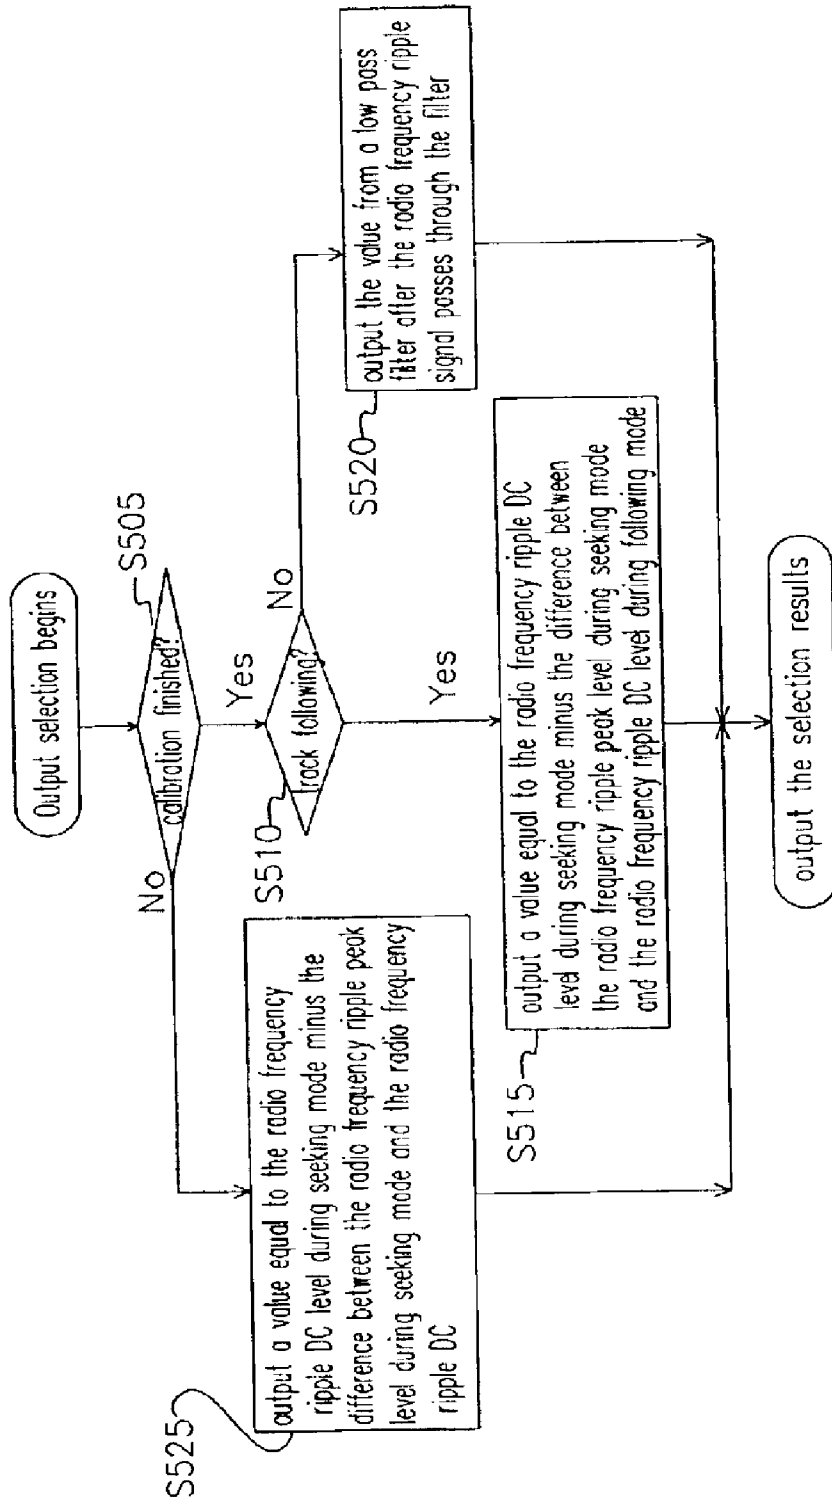 Output selection begins
calibration finished?
S505
No
Yes
track following?
S510
No
Yes
S525
output a value equal to the radio frequency
ripple DC level during seeking mode minus the
difference between the radio frequency ripple peak
level during seeking mode and the radio frequency
ripple DC
S515
output a value equal to the radio frequency ripple DC
level during seeking mode minus the difference between
the radio frequency ripple peak level during seeking mode
and the radio frequency ripple DC level during following mode
S520
output the value from a low pass
filter after the radio frequency ripple
signal passes through the filter
output the selection results